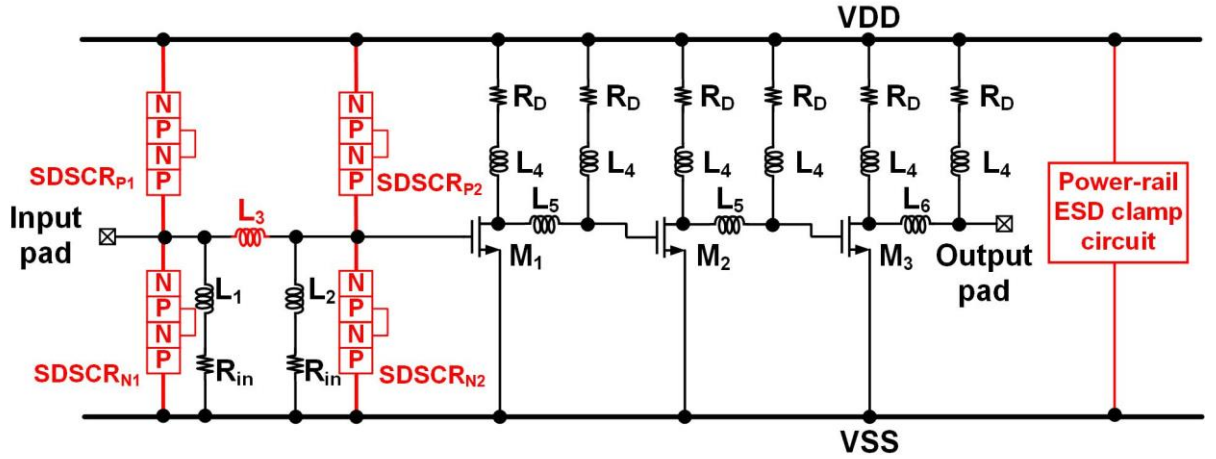 VDD
N
P
N
P
SDSCRP1
N
P
N
P
SDSCRP2
RD
RD
RD
RD
RD
RD
L4
L4
L4
L4
L4
L4
Input
pad
L3
L5
L5
L6
M1
M2
M3
Output
pad
Power-rail
ESD clamp
circuit
N
P
N
P
SDSCRN1
L1
Rin
L2
Rin
N
P
N
P
SDSCRN2
VSS